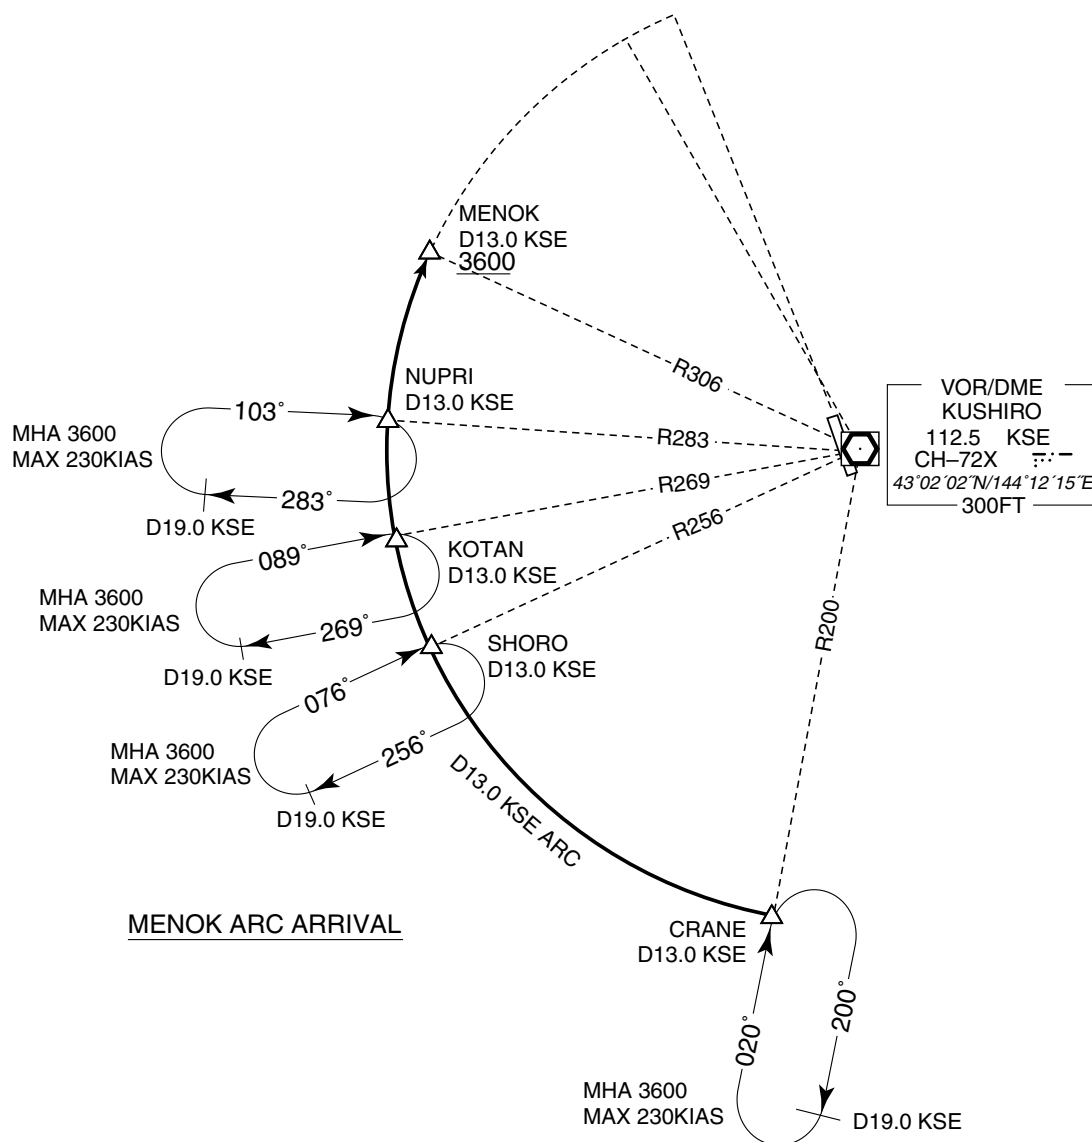 MENOK
D13.0 KSE
3600
R306
NUPRI
D13.0 KSE
R283
103°
283°
MHA 3600
MAX 230KIAS
D19.0 KSE
VOR/DME
KUSHIRO
112.5 KSE
CH–72X
43°02´02˝N/144°12´15˝E
300FT
R269
KOTAN
D13.0 KSE
089°
269°
MHA 3600
MAX 230KIAS
D19.0 KSE
R256
SHORO
D13.0 KSE
076°
256°
MHA 3600
MAX 230KIAS
D19.0 KSE
R200
D13.0 KSE ARC
MENOK ARC ARRIVAL
CRANE
D13.0 KSE
020°
200°
MHA 3600
MAX 230KIAS
D19.0 KSE